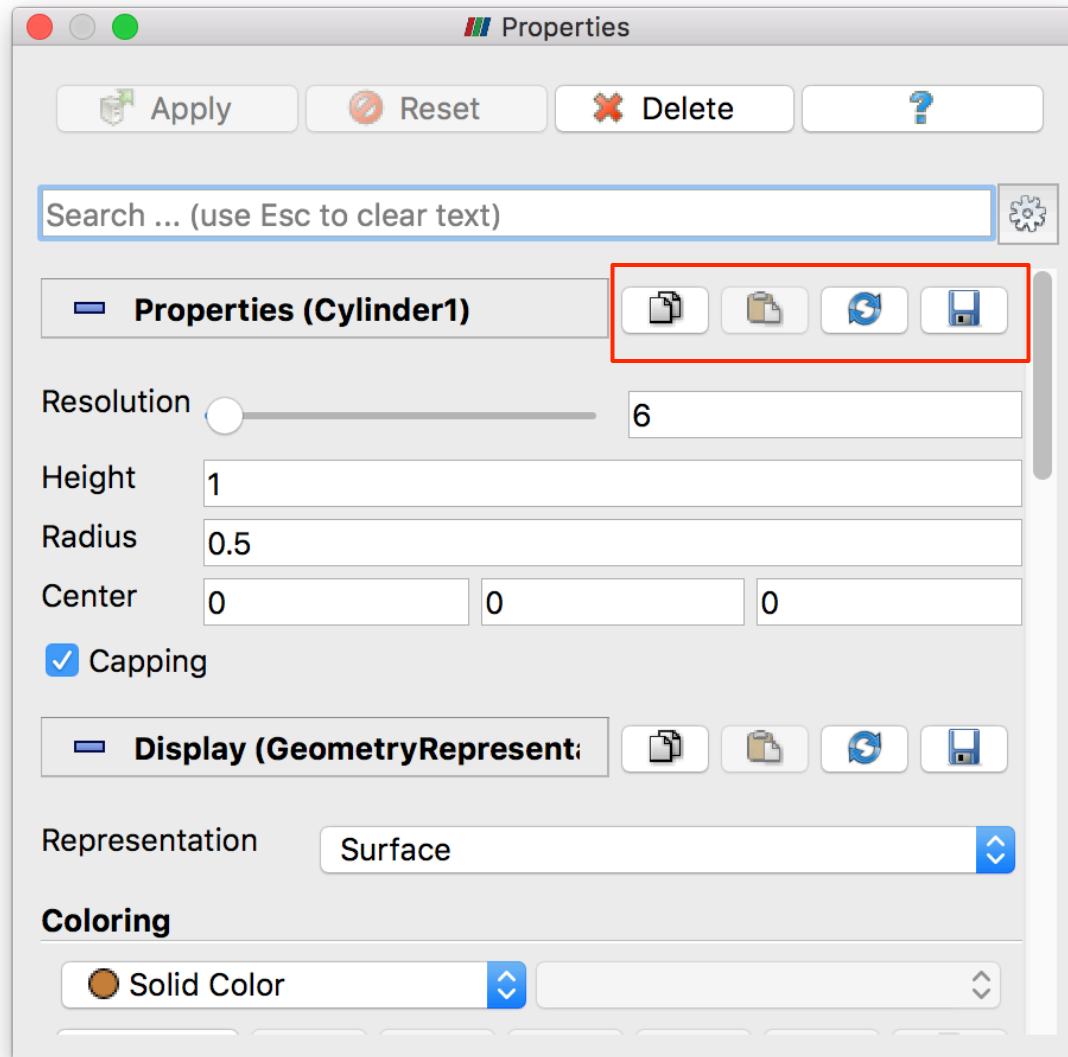 Properties
Apply Reset Delete ?
Search ... (use Esc to clear text)
Properties (Cylinder1)
Resolution 6
Height 1
Radius 0.5
Center 0 0 0
Capping
Display (GeometryRepresenta
Representation Surface
Coloring
Solid Color